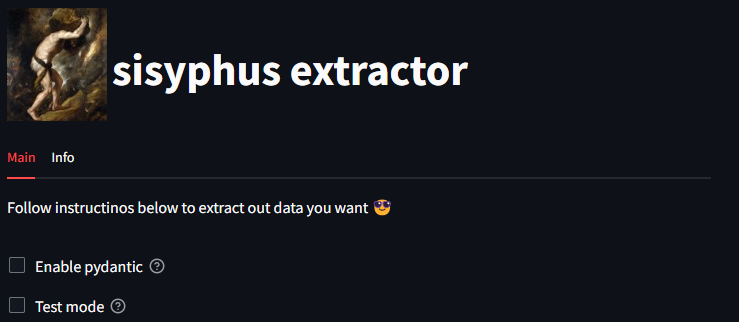 sisyphus extractor
Main Info
Follow instructinos below to extract out data you want 😎
Enable pydantic ?
Test mode ?